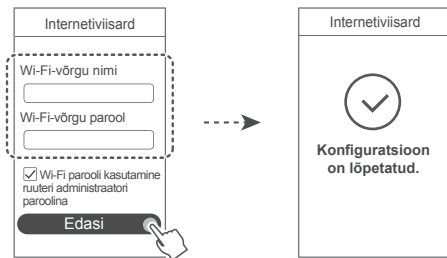 Internetiviisard
Wi-Fi-võrgu nimi
Wi-Fi-võrgu parool
Wi-Fi parooli kasutamine
ruuteri administraatori
paroolina
Edasi
Internetiviisard
Konfiguratsioon
on lõpetatud.